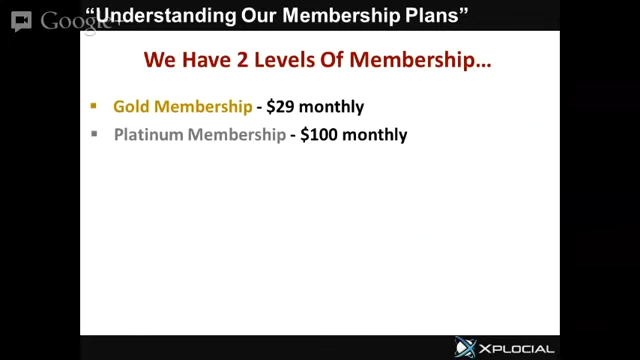 Google+
“Understanding Our Membership Plans”
We Have 2 Levels Of Membership...
Gold Membership - $29 monthly
Platinum Membership - $100 monthly
XPLOCIAL